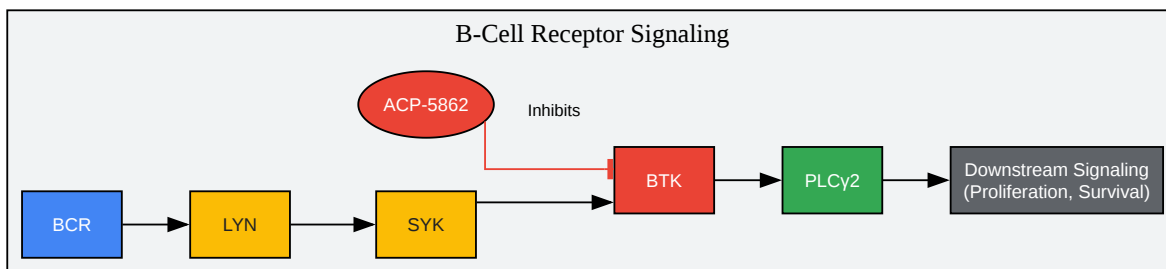 B-Cell Receptor Signaling
ACP-5862
Inhibits
BCR
LYN
SYK
BTK
PLCγ2
Downstream Signaling
(Proliferation, Survival)